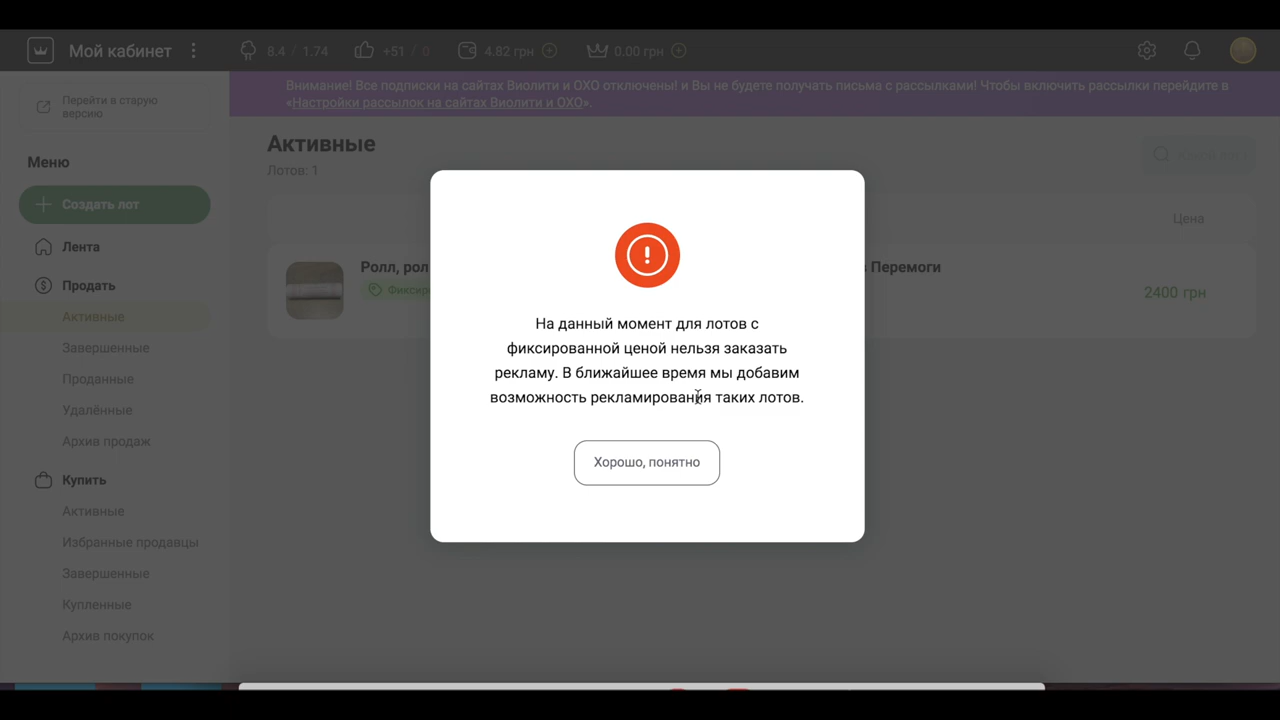 Мой кабинет
8.4 / 1.74
+51 / 0
4.82 грн
0.00 грн
Внимание! Все подписки на сайтах Виолити и ОХО отключены! и Вы не будете получать письма с рассылками! Чтобы включить рассылки перейдите в
«Настройки рассылок на сайтах Виолити и ОХО».
Перейти в старую
версию
Меню
Создать лот
Лента
Продать
Активные
Завершенные
Проданные
Удалённые
Архив продаж
Купить
Активные
Избранные продавцы
Завершенные
Купленные
Архив покупок
Активные
Лотов: 1
Цена
Ролл, рол
Перемоги
Фиксир
2400 грн
На данный момент для лотов с
фиксированной ценой нельзя заказать
рекламу. В ближайшее время мы добавим
возможность рекламирования таких лотов.
Хорошо, понятно